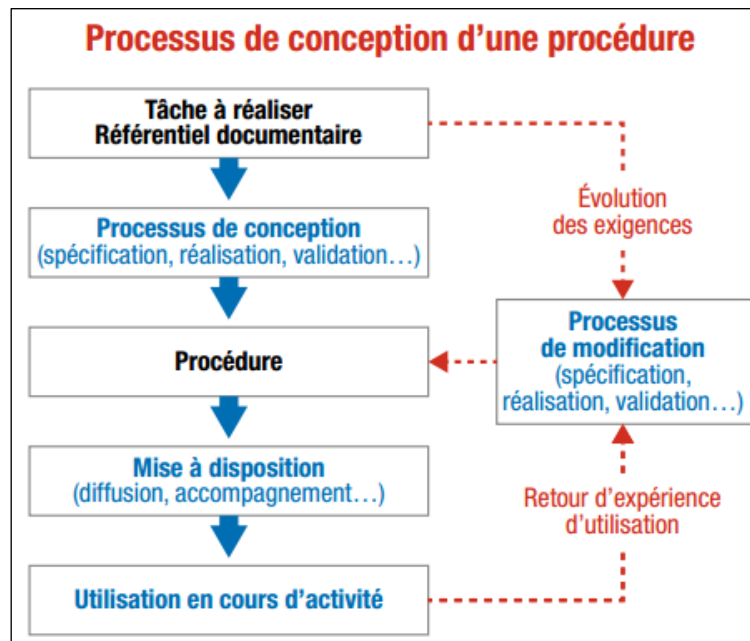 Processus de conception d’une procédure
Tâche à réaliser
Référentiel documentaire
Processus de conception
(spécification, réalisation, validation…)
Procédure
Mise à disposition
(diffusion, accompagnement…)
Utilisation en cours d’activité
Évolution
des exigences
Processus
de modification
(spécification,
réalisation, validation…)
Retour d’expérience
d’utilisation